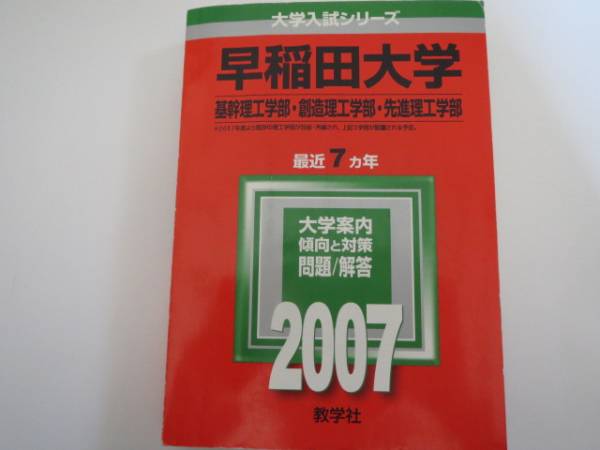 大学入試シリーズ
早稲田大学
基幹理工学部・創造理工学部・先進理工学部
最近7ヵ年
大学案内
傾向と対策
問題/解答
2007
教学社